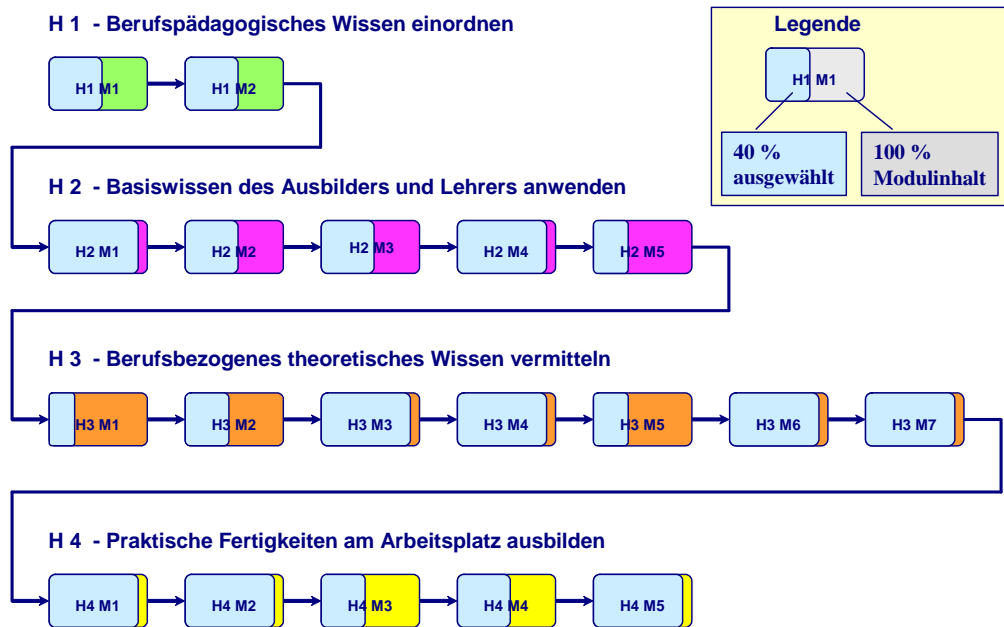 H 1 - Berufspädagogisches Wissen einordnen
Legende
H1 M1
H1 M2
H1 M1
40 %
ausgewählt
100 %
Modulinhalt
H 2 - Basiswissen des Ausbilders und Lehrers anwenden
H2 M1
H2 M2
H2 M3
H2 M4
H2 M5
H 3 - Berufsbezogenes theoretisches Wissen vermitteln
H3 M1
H3 M2
H3 M3
H3 M4
H3 M5
H3 M6
H3 M7
H 4 - Praktische Fertigkeiten am Arbeitsplatz ausbilden
H4 M1
H4 M2
H4 M3
H4 M4
H4 M5